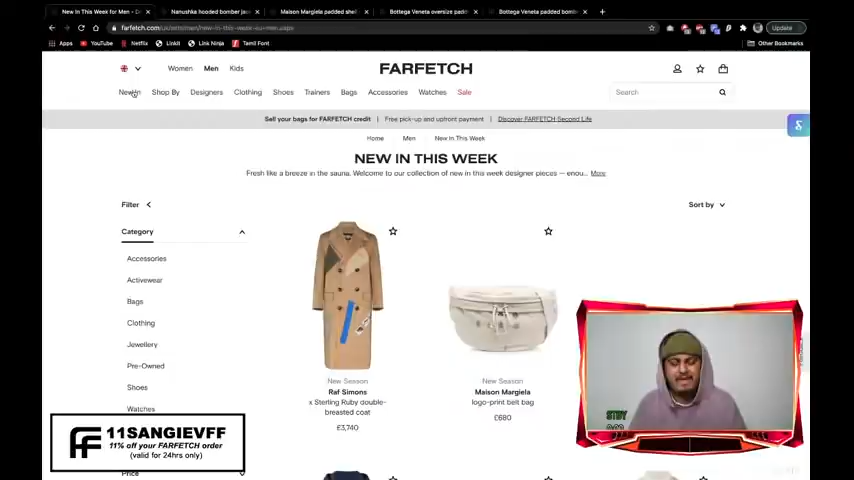 New In This Week for Men - D
Nanushka hooded bomber jac
Maison Margiela padded shel
Bottega Veneta oversize padd
Bottega Veneta padded bomb
farfetch.com/uk/sets/men/new-in-this-week-eu-men.aspx
Update
Apps
YouTube
Netflix
Linkit
Link Ninja
Tamil Font
Other Bookmarks
Women
Men
Kids
FARFETCH
New In
Shop By
Designers
Clothing
Shoes
Trainers
Bags
Accessories
Watches
Sale
Search
Sell your bags for FARFETCH credit | Free pick-up and upfront payment | Discover FARFETCH Second Life
Home
Men
New In This Week
NEW IN THIS WEEK
Fresh like a breeze in the sauna. Welcome to our collection of new in this week designer pieces — enou... More
Filter
Sort by
Category
Accessories
Activewear
Bags
Clothing
Jewellery
Pre-Owned
Shoes
Watches
Price
New Season
Raf Simons
x Sterling Ruby double-
breasted coat
£3,740
New Season
Maison Margiela
logo-print belt bag
£680
11SANGIEVFF
11% off your FARFETCH order
(valid for 24hrs only)
STBY